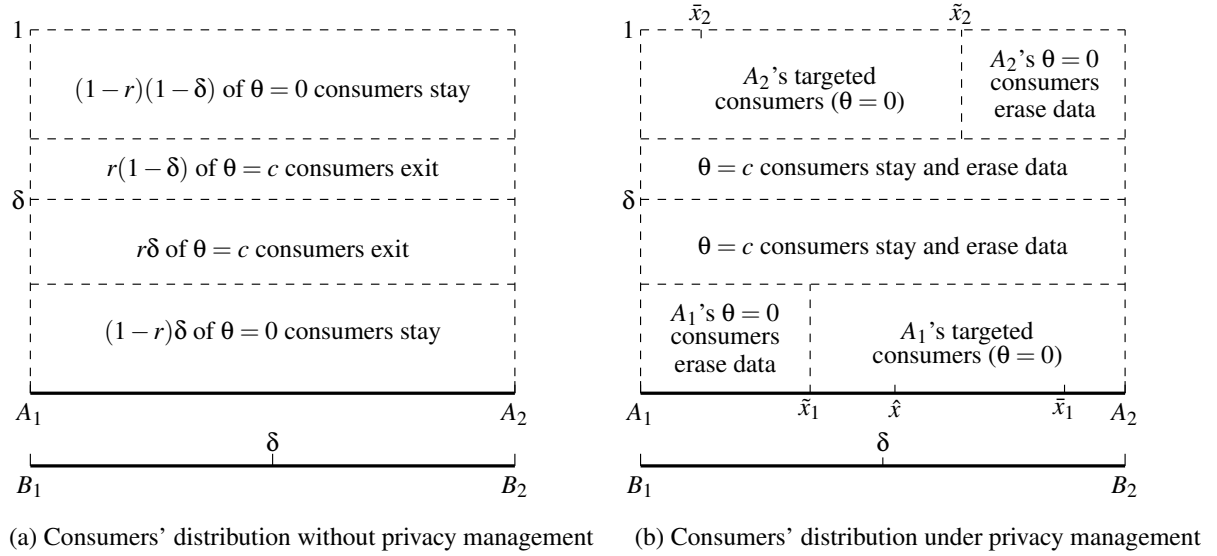 1
(1−r)(1−δ) of θ = 0 consumers stay
r(1−δ) of θ = c consumers exit
δ
rδ of θ = c consumers exit
(1−r)δ of θ = 0 consumers stay
A₁ A₂
δ
B₁ B₂
(a) Consumers’ distribution without privacy management
x̄₂ x̃₂
1
A₂’s targeted
consumers (θ = 0)
A₂’s θ = 0
consumers
erase data
θ = c consumers stay and erase data
δ
θ = c consumers stay and erase data
A₁’s θ = 0
consumers
erase data
A₁’s targeted
consumers (θ = 0)
A₁ x̃₁ x̂ x̄₁ A₂
δ
B₁ B₂
(b) Consumers’ distribution under privacy management